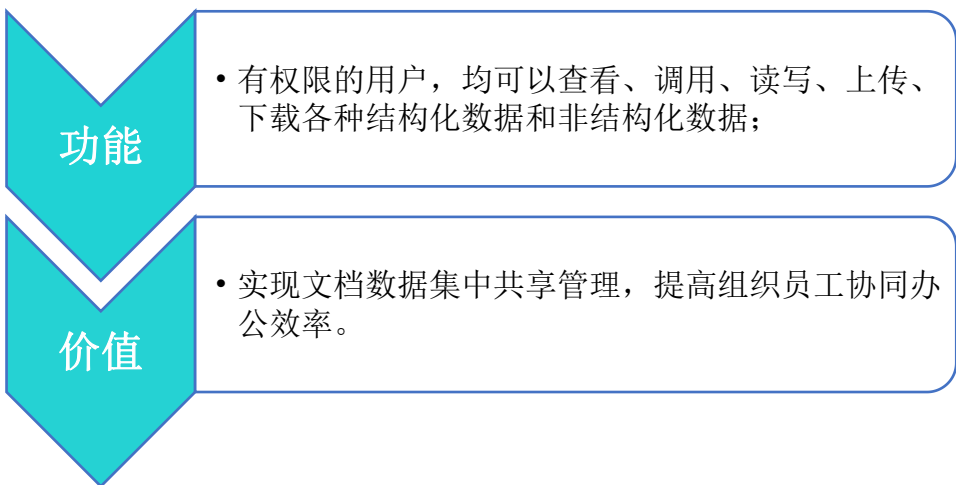 功能
• 有权限的用户，均可以查看、调用、读写、上传、
下载各种结构化数据和非结构化数据；
价值
• 实现文档数据集中共享管理，提高组织员工协同办
公效率。